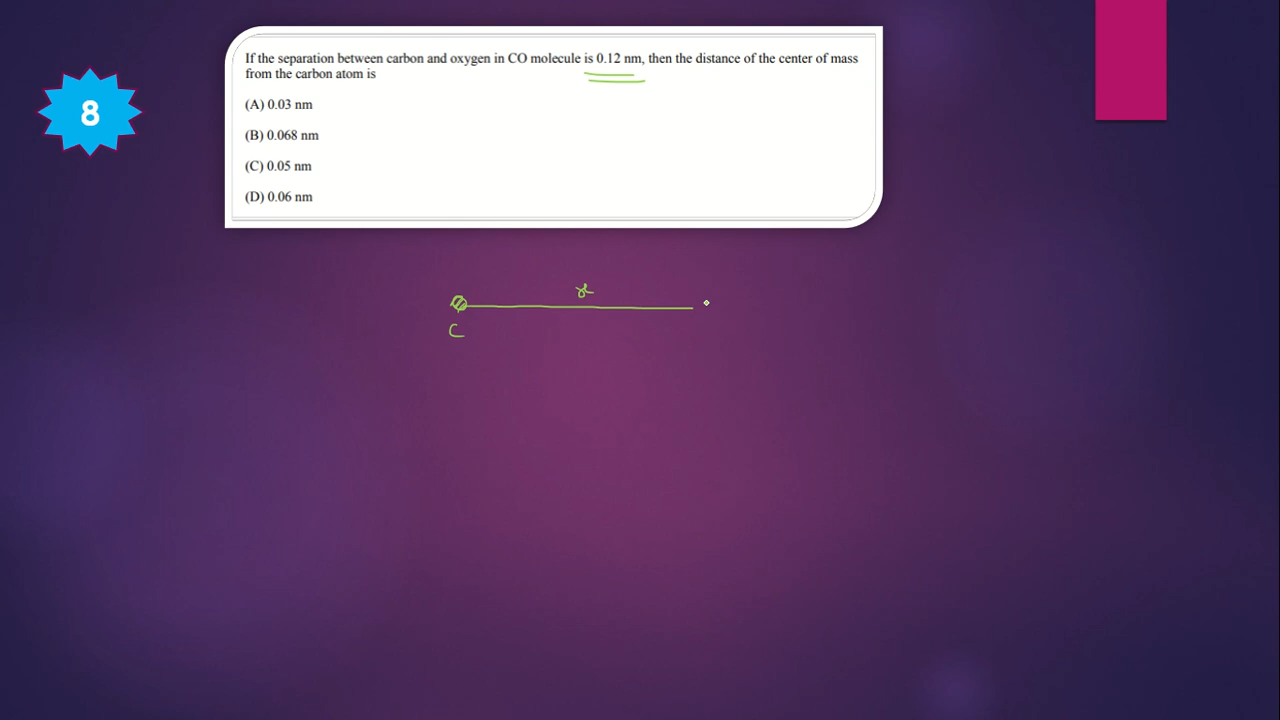 8
If the separation between carbon and oxygen in CO molecule is 0.12 nm, then the distance of the center of mass
from the carbon atom is
(A) 0.03 nm
(B) 0.068 nm
(C) 0.05 nm
(D) 0.06 nm
r
C